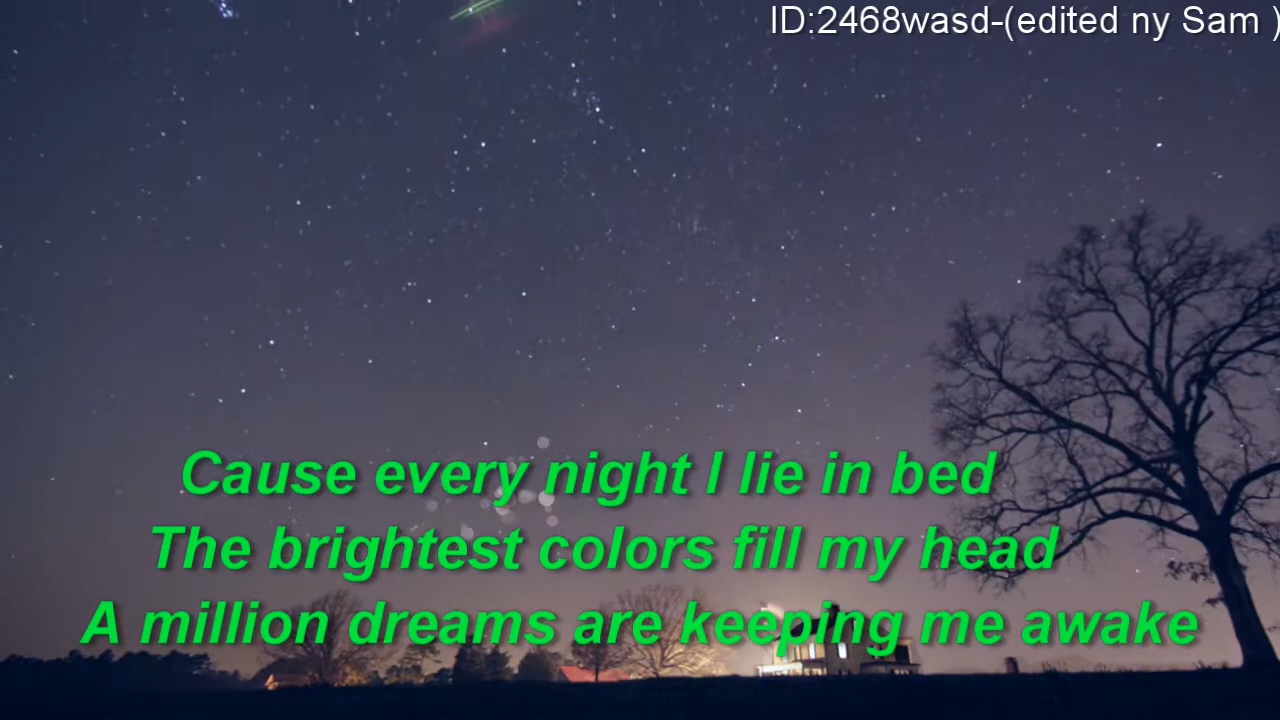 ID:2468wasd-(edited ny Sam )
Cause every night I lie in bed
The brightest colors fill my head
A million dreams are keeping me awake